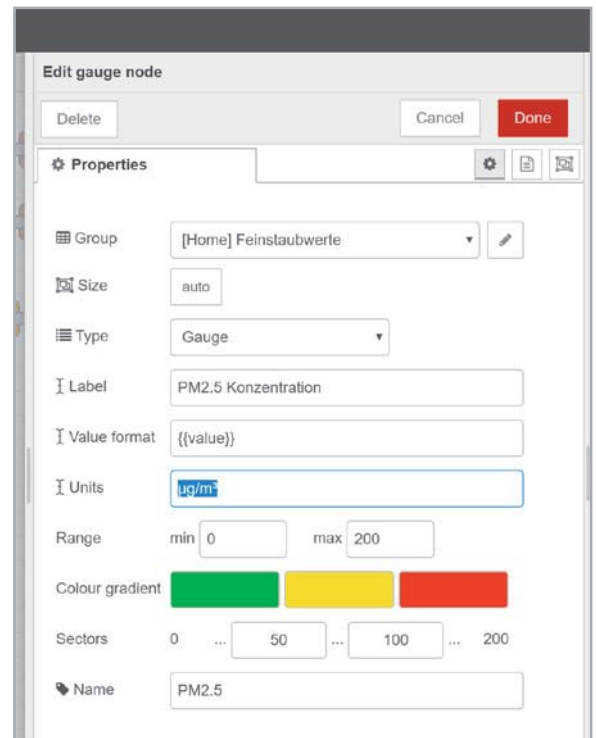 Edit gauge node
Delete Cancel Done
Properties
Group [Home] Feinstaubwerte
Size auto
Type Gauge
Label PM2.5 Konzentration
Value format {{value}}
Units µg/m³
Range min 0 max 200
Colour gradient
Sectors 0 ... 50 ... 100 ... 200
Name PM2.5